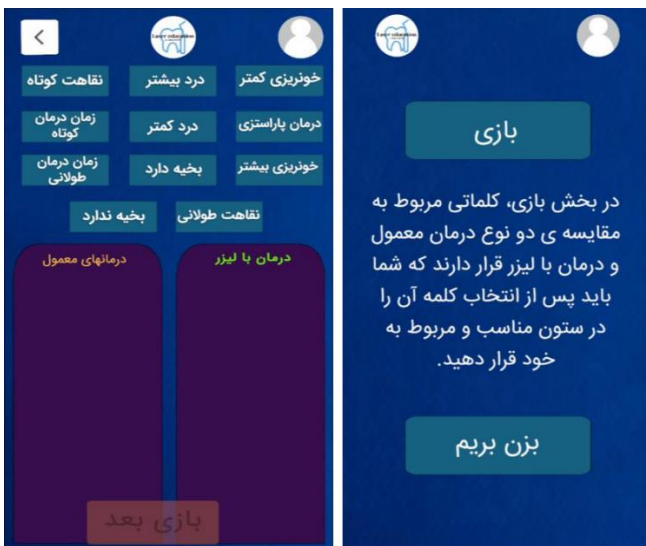 خونریزی کمتر
درد بیشتر
نقاهت کوتاه
درمان پاراستزی
درد کمتر
زمان درمان
کوتاه
خونریزی بیشتر
بخیه دارد
زمان درمان
طولانی
نقاهت طولانی
بخیه ندارد
درمان با لیزر
درمانهای معمول
بازی بعد
بازی
در بخش بازی، کلماتی مربوط به
مقایسه ی دو نوع درمان معمول
و درمان با لیزر قرار دارند که شما
باید پس از انتخاب کلمه آن را
در ستون مناسب و مربوط به
خود قرار دهید.
بزن بریم